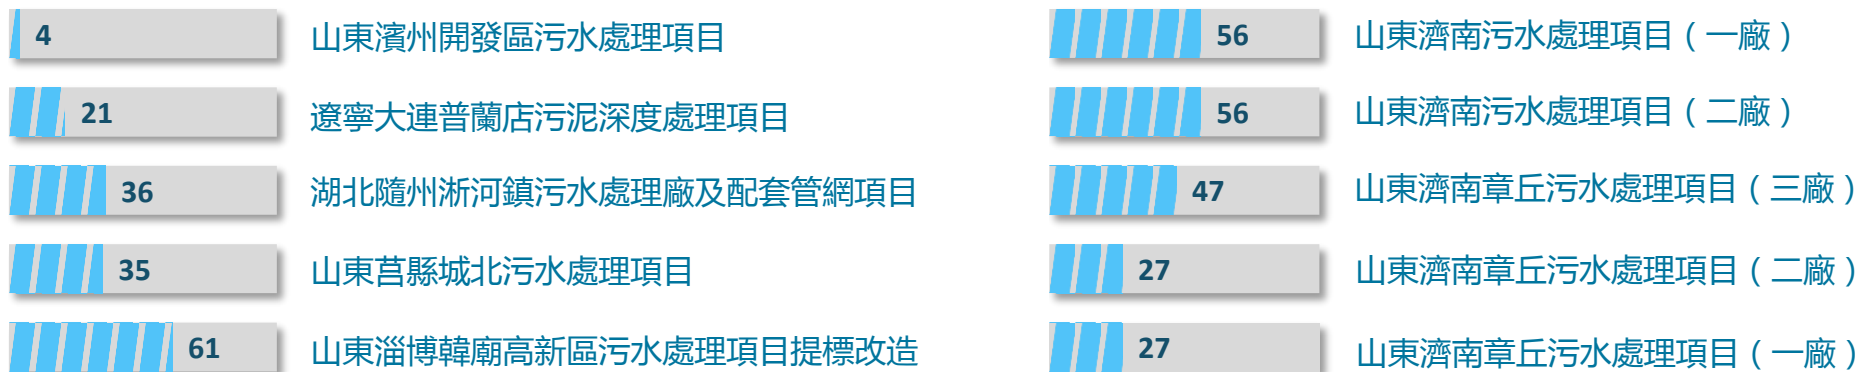 4 山東濱州開發區污水處理項目
21 遼寧大連普蘭店污泥深度處理項目
36 湖北隨州淅河鎮污水處理廠及配套管網項目
35 山東莒縣城北污水處理項目
61 山東淄博韓廟高新區污水處理項目提標改造
56 山東濟南污水處理項目（一廠）
56 山東濟南污水處理項目（二廠）
47 山東濟南章丘污水處理項目（三廠）
27 山東濟南章丘污水處理項目（二廠）
27 山東濟南章丘污水處理項目（一廠）